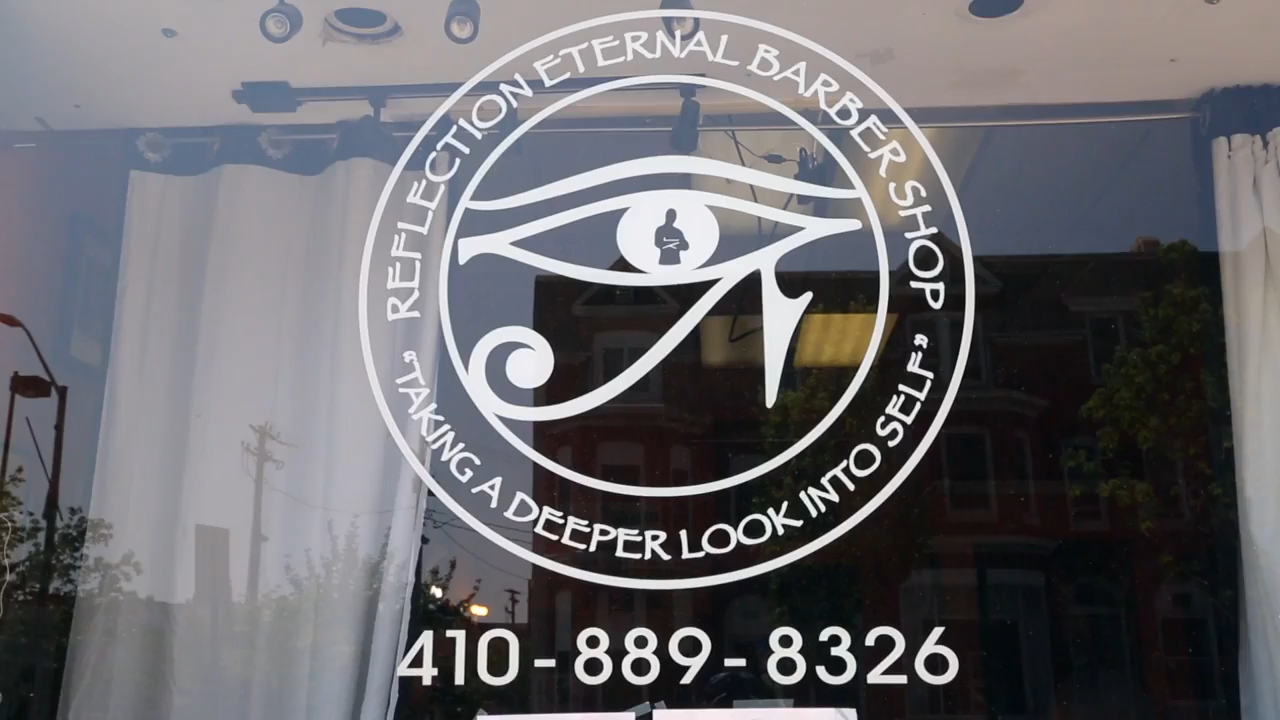 REFLECTION ETERNAL BARBER SHOP
"TAKING A DEEPER LOOK INTO SELF"
410-889-8326